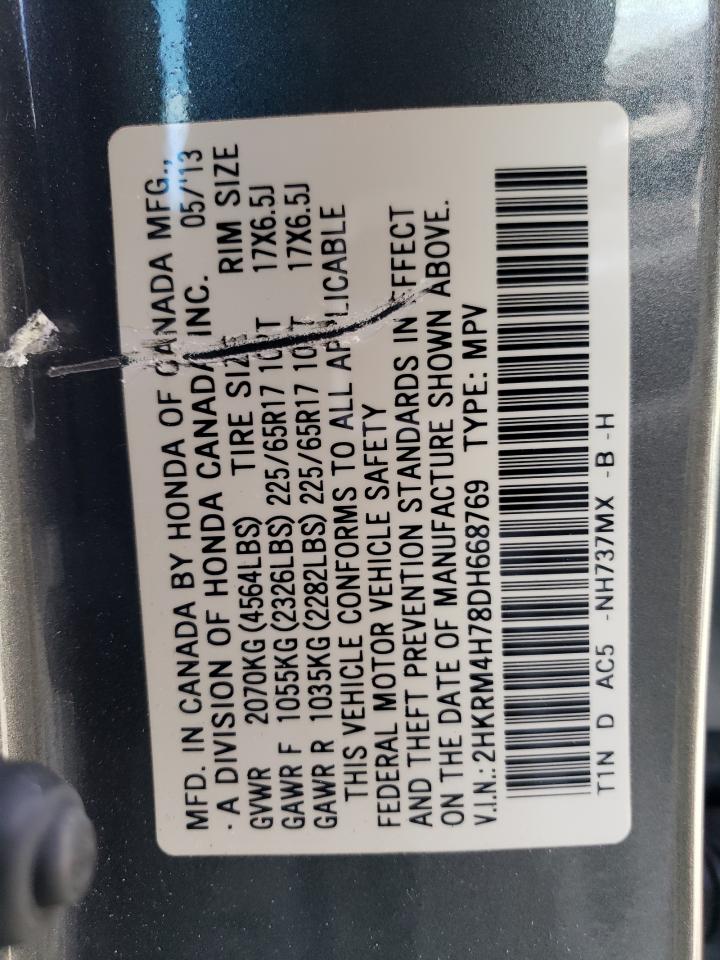 MFD. IN CANADA BY HONDA OF CANADA MFG.,
· A DIVISION OF HONDA CANADA INC. 05/'13
TIRE SIZE RIM SIZE
GVWR 2070KG (4564LBS)
GAWR F 1055KG (2326LBS) 225/65R17 17X6.5J
GAWR R 1035KG (2282LBS) 225/65R17 17X6.5J
THIS VEHICLE CONFORMS TO ALL APPLICABLE
FEDERAL MOTOR VEHICLE SAFETY
AND THEFT PREVENTION STANDARDS IN EFFECT
ON THE DATE OF MANUFACTURE SHOWN ABOVE.
V.I.N.: 2HKRM4H78DH668769 TYPE: MPV
T1N D AC5 -NH737MX -B -H